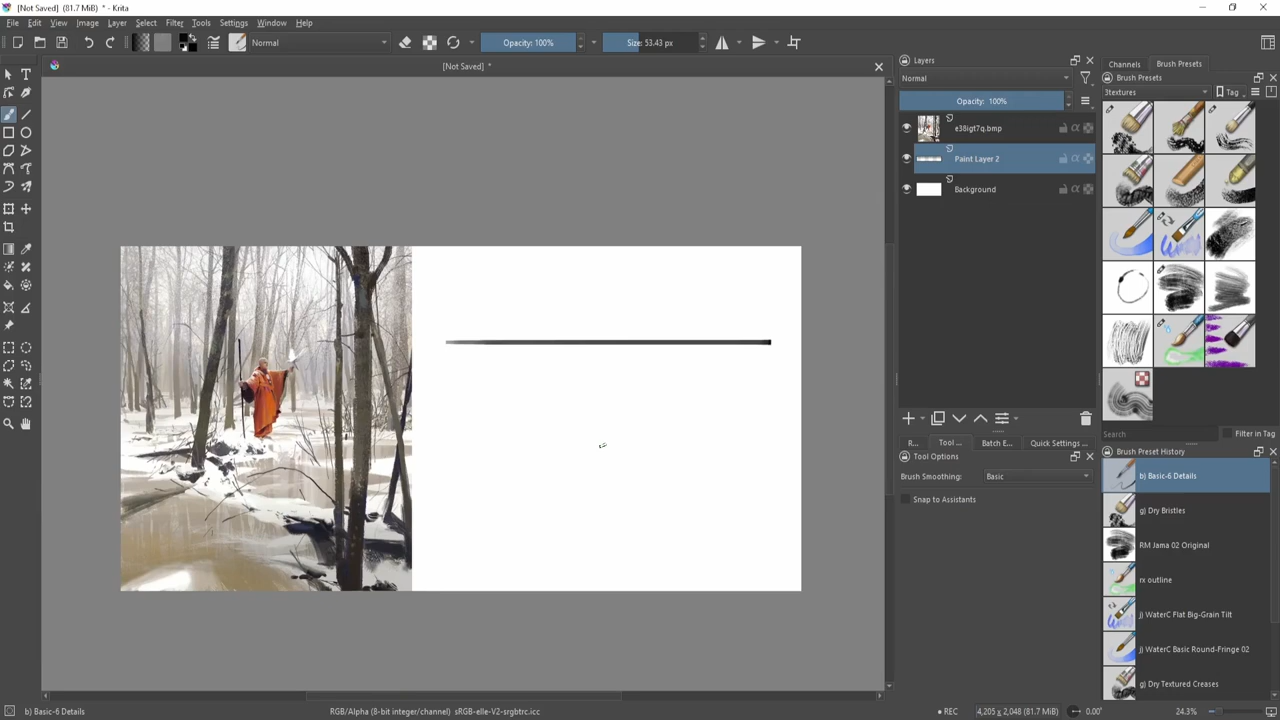 [Not Saved] (81.7 MiB) * - Krita
File Edit View Image Layer Select Filter Tools Settings Window Help
Normal Opacity: 100% Size: 53.43 px
[Not Saved] *
Layers
Normal
Opacity: 100%
e38igt7q.bmp
Paint Layer 2
Background
R... Tool ... Batch E... Quick Settings ...
Tool Options
Brush Smoothing: Basic
Snap to Assistants
Channels Brush Presets
Brush Presets
3textures Tag
Search Filter in Tag
Brush Preset History
b) Basic-6 Details
g) Dry Bristles
RM Jama 02 Original
rx outline
j) WaterC Flat Big-Grain Tilt
j) WaterC Basic Round-Fringe 02
g) Dry Textured Creases
b) Basic-6 Details RGB/Alpha (8-bit integer/channel) sRGB-elle-V2-srgbtrc.icc REC 4,205 x 2,048 (81.7 MiB) 0.00° 24.3%